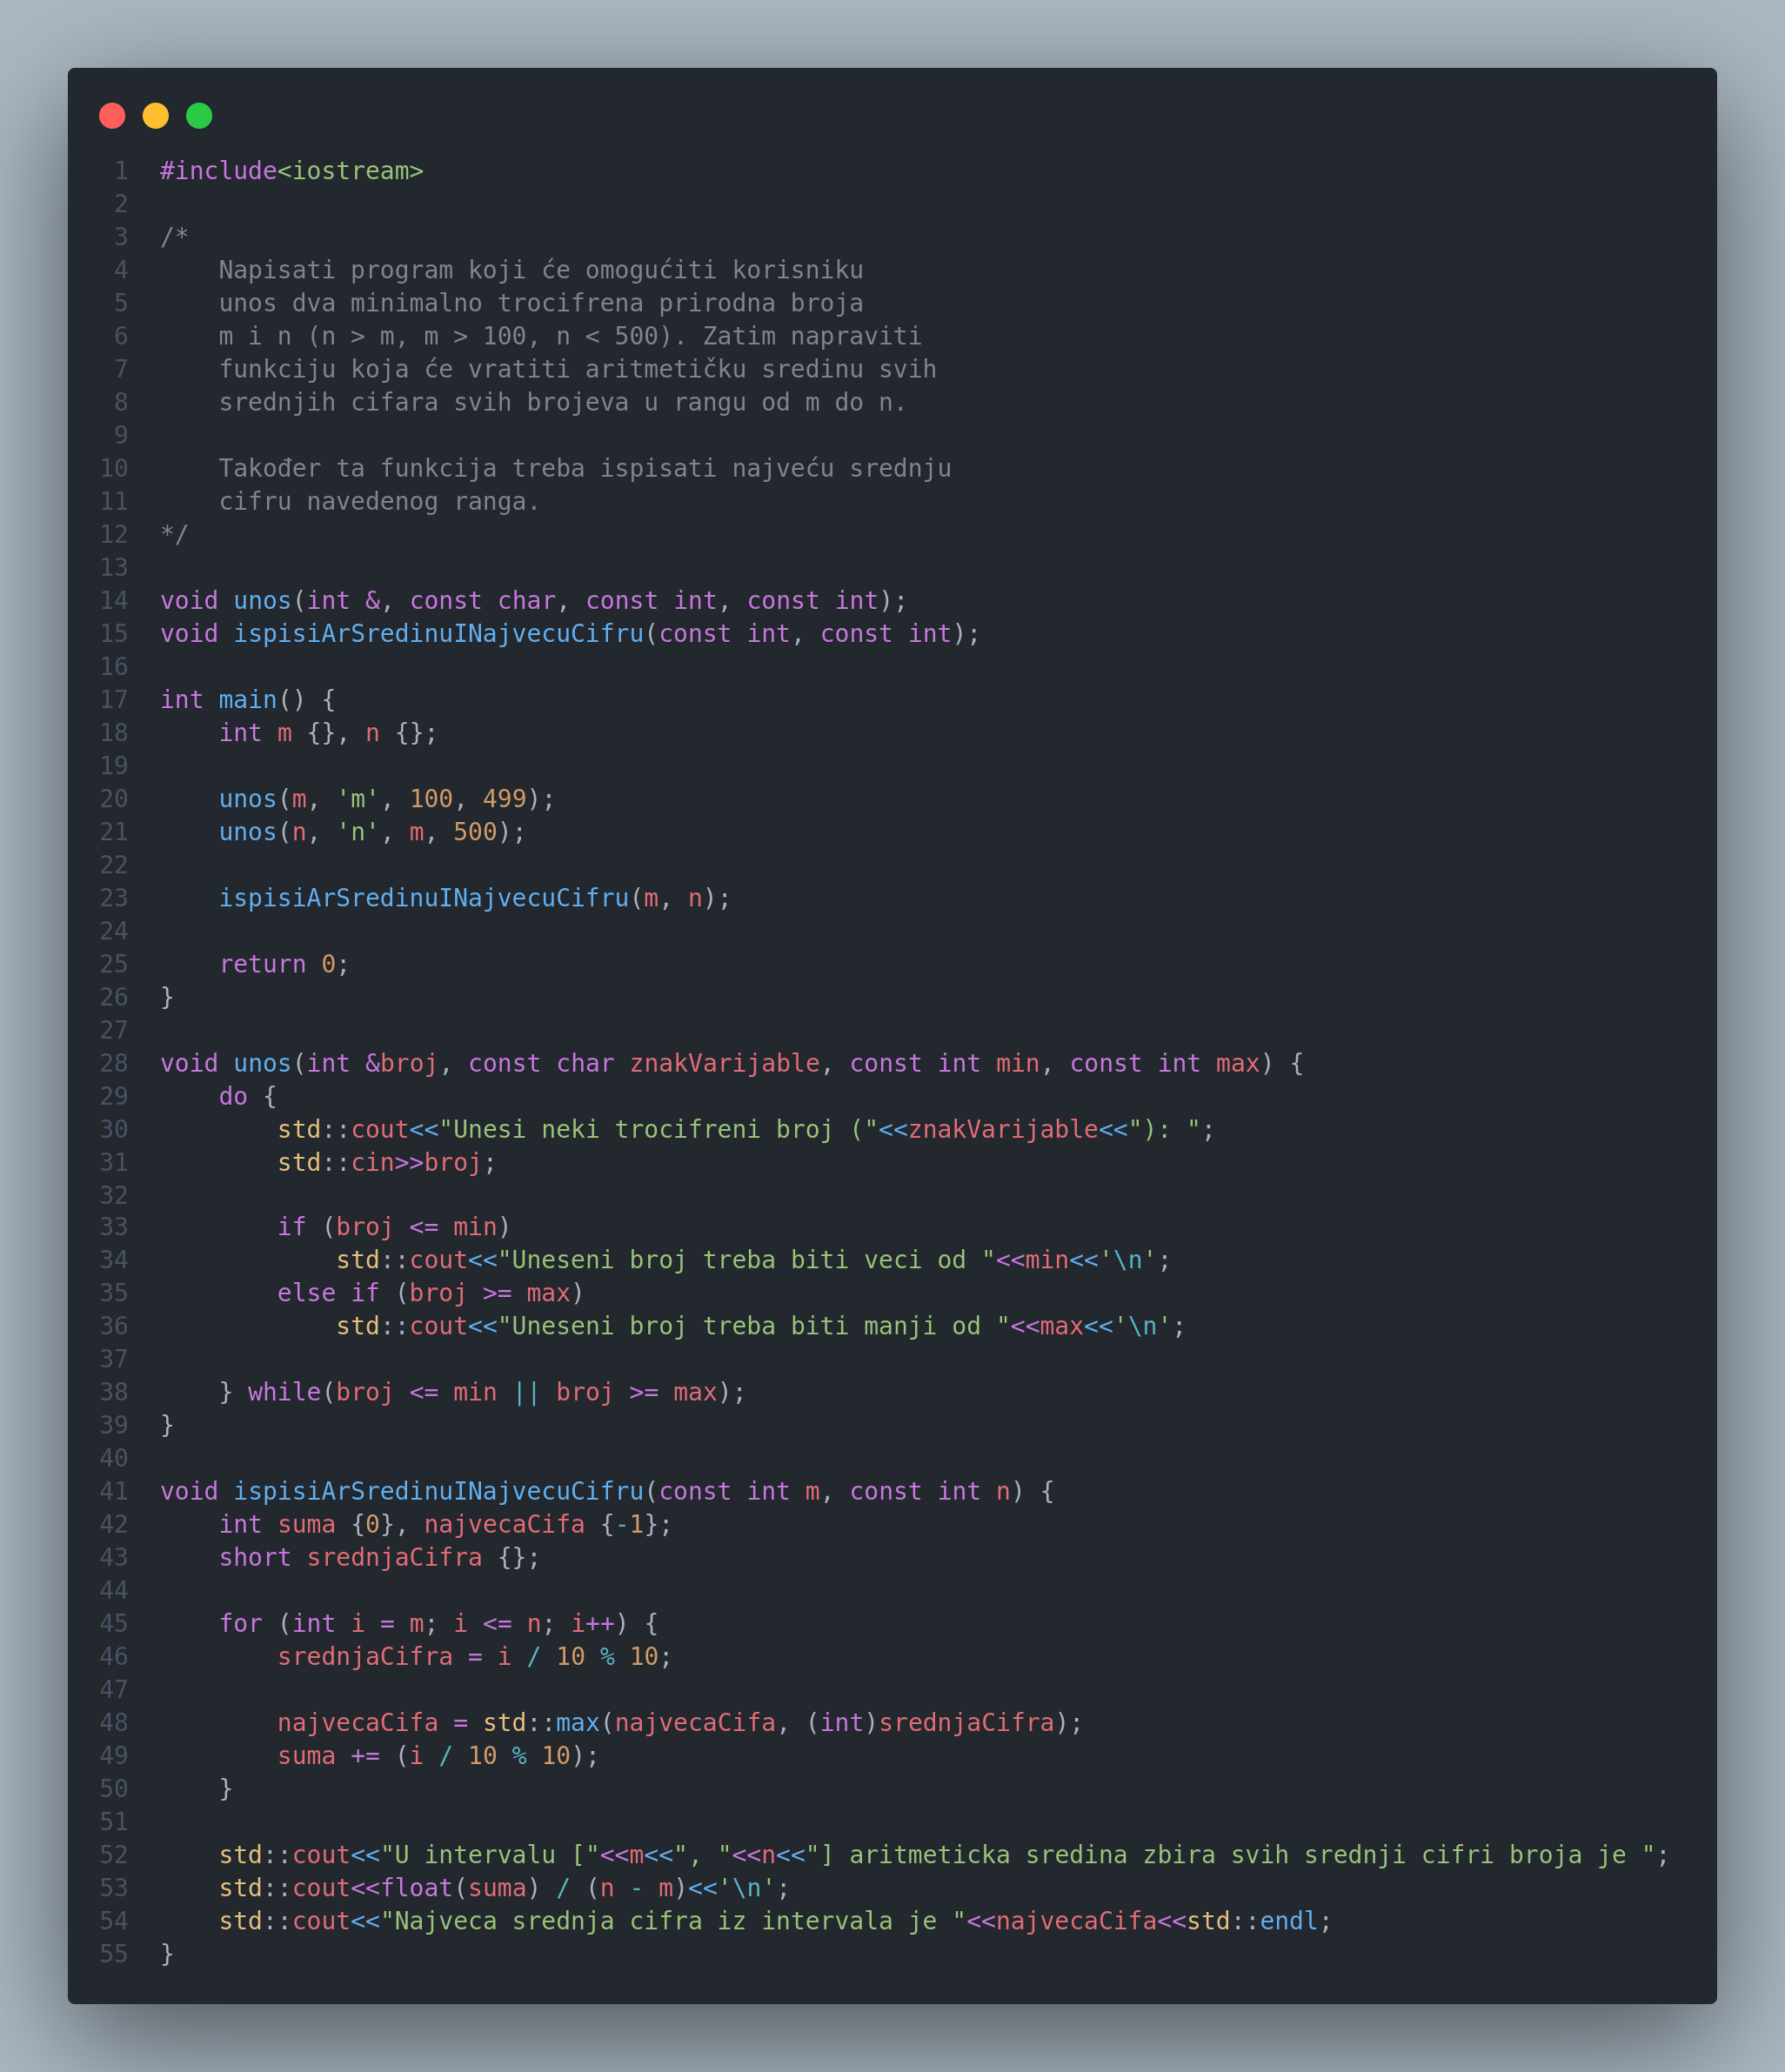 1 #include<iostream>
2
3 /*
4     Napisati program koji će omogućiti korisniku
5     unos dva minimalno trocifrena prirodna broja
6     m i n (n > m, m > 100, n < 500). Zatim napraviti
7     funkciju koja će vratiti aritmetičku sredinu svih
8     srednjih cifara svih brojeva u rangu od m do n.
9
10     Također ta funkcija treba ispisati najveću srednju
11     cifru navedenog ranga.
12 */
13
14 void unos(int &, const char, const int, const int);
15 void ispisiArSredinuINajvecuCifru(const int, const int);
16
17 int main() {
18     int m {}, n {};
19
20     unos(m, 'm', 100, 499);
21     unos(n, 'n', m, 500);
22
23     ispisiArSredinuINajvecuCifru(m, n);
24
25     return 0;
26 }
27
28 void unos(int &broj, const char znakVarijable, const int min, const int max) {
29     do {
30         std::cout<<"Unesi neki trocifreni broj ("<<znakVarijable<<"): ";
31         std::cin>>broj;
32
33         if (broj <= min)
34             std::cout<<"Uneseni broj treba biti veci od "<<min<<'\n';
35         else if (broj >= max)
36             std::cout<<"Uneseni broj treba biti manji od "<<max<<'\n';
37
38     } while(broj <= min || broj >= max);
39 }
40
41 void ispisiArSredinuINajvecuCifru(const int m, const int n) {
42     int suma {0}, najvecaCifa {-1};
43     short srednjaCifra {};
44
45     for (int i = m; i <= n; i++) {
46         srednjaCifra = i / 10 % 10;
47
48         najvecaCifa = std::max(najvecaCifa, (int)srednjaCifra);
49         suma += (i / 10 % 10);
50     }
51
52     std::cout<<"U intervalu ["<<m<<", "<<n<<"] aritmeticka sredina zbira svih srednji cifri broja je ";
53     std::cout<<float(suma) / (n - m)<<'\n';
54     std::cout<<"Najveca srednja cifra iz intervala je "<<najvecaCifa<<std::endl;
55 }